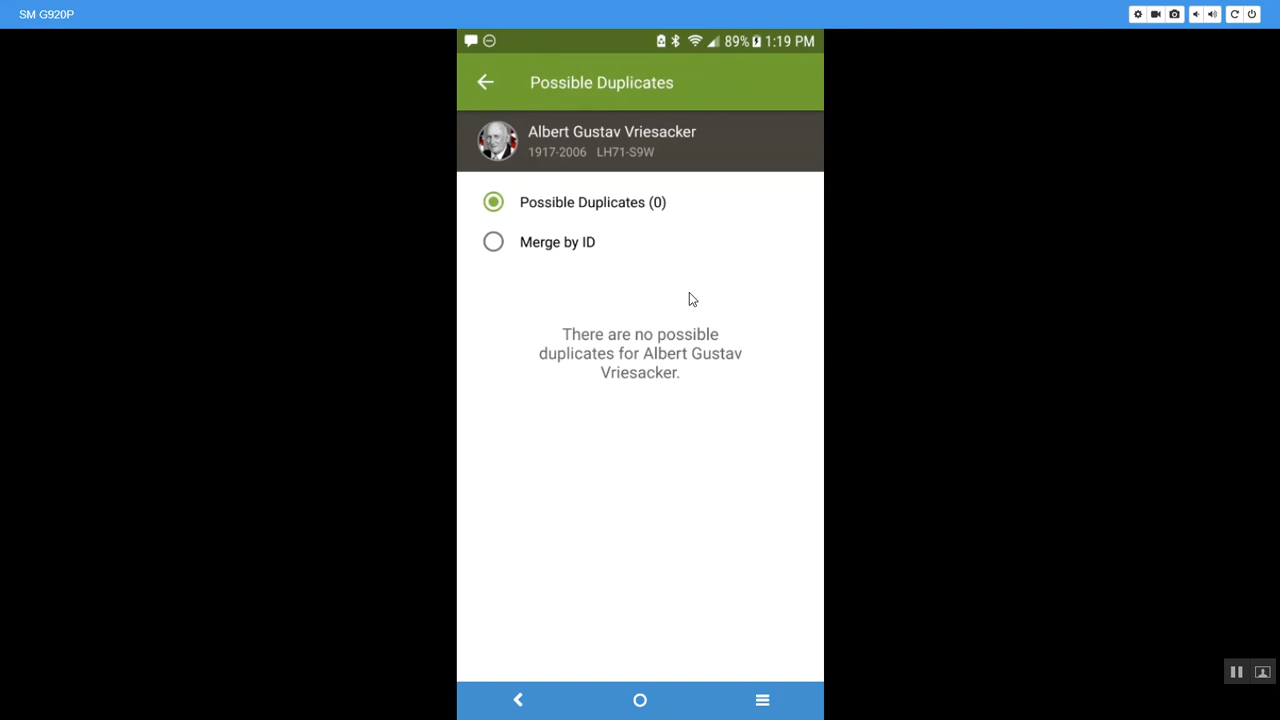 SM G920P
89% 1:19 PM
Possible Duplicates
Albert Gustav Vriesacker
1917-2006 LH71-S9W
Possible Duplicates (0)
Merge by ID
There are no possible
duplicates for Albert Gustav
Vriesacker.